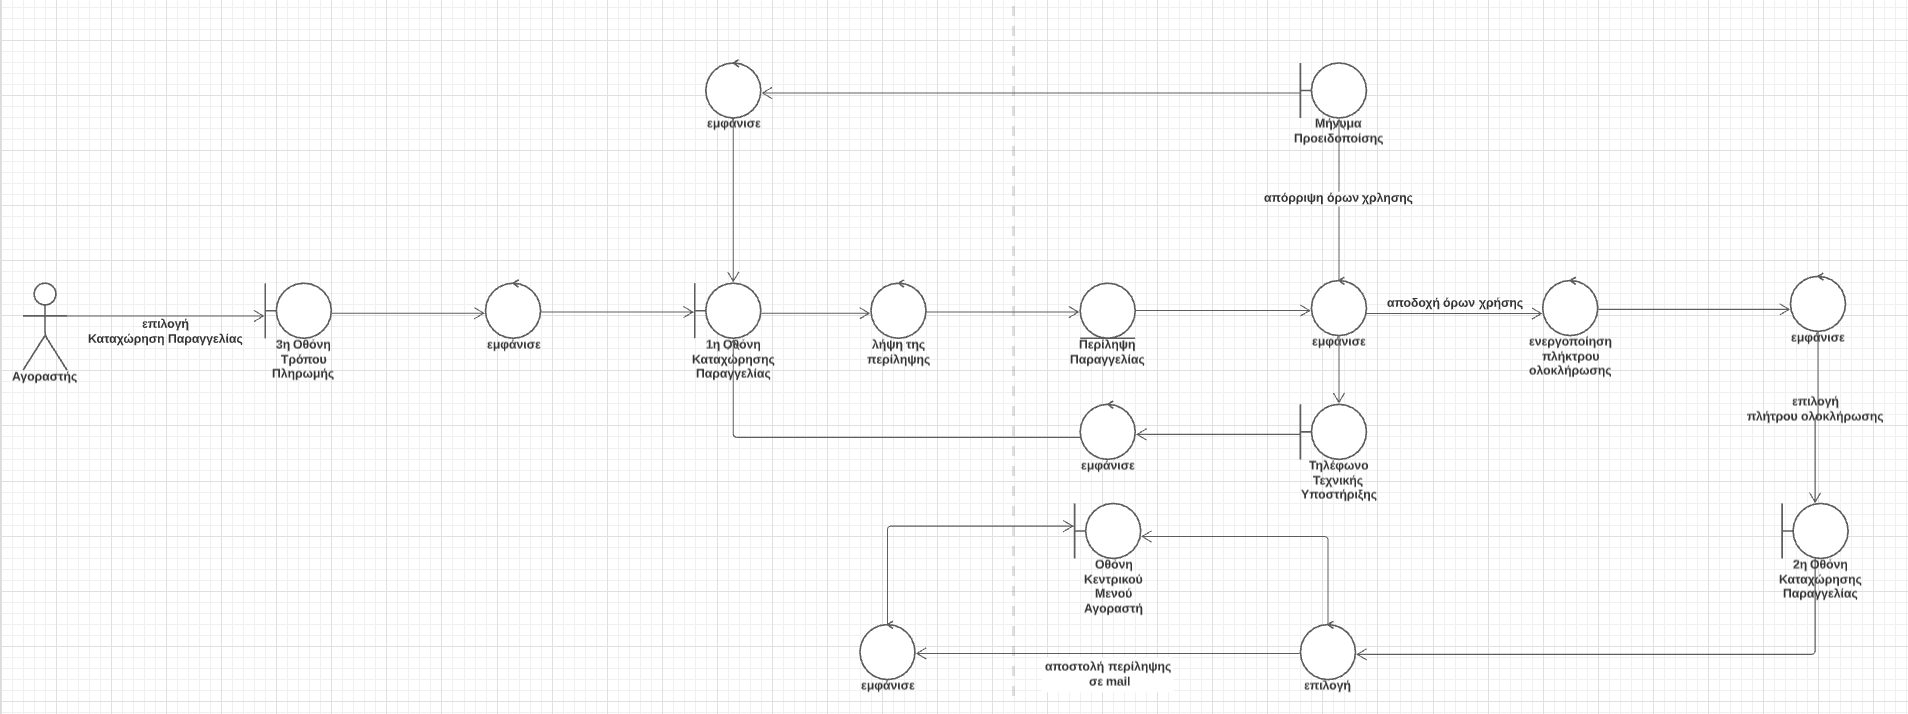 εμφάνισε
Μήνυμα
Προειδοποίσης
απόρριψη όρων χρλησης
επιλογή
Καταχώρηση Παραγγελίας
Αγοραστής
3η Οθόνη
Τρόπου
Πληρωμής
εμφάνισε
1η Οθόνη
Καταχώρησης
Παραγγελίας
λήψη της
περίληψης
Περίληψη
Παραγγελίας
εμφάνισε
αποδοχή όρων χρήσης
ενεργοποίηση
πλήκτρου
ολοκλήρωσης
εμφάνισε
επιλογή
πλήτρου ολοκλήρωσης
εμφάνισε
Τηλέφωνο
Τεχνικής
Υποστήριξης
Οθόνη
Κεντρικού
Μενού
Αγοραστή
2η Οθόνη
Καταχώρησης
Παραγγελίας
εμφάνισε
αποστολή περίληψης
σε mail
επιλογή